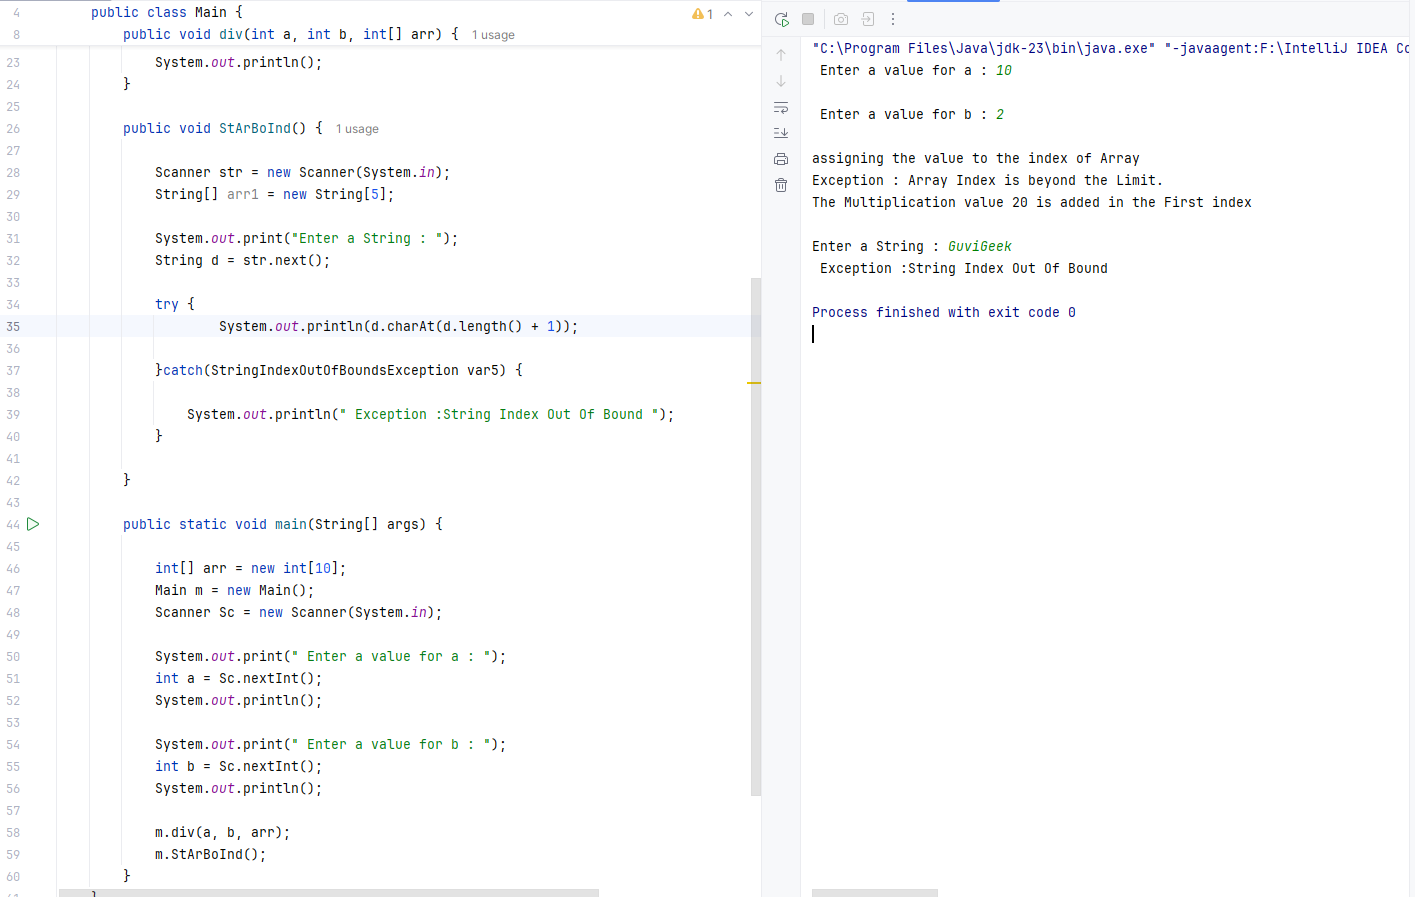 4 public class Main {
8 public void div(int a, int b, int[] arr) { 1 usage
1
23 System.out.println();
24 }
25
26 public void StArBoInd() { 1 usage
27
28 Scanner str = new Scanner(System.in);
29 String[] arr1 = new String[5];
30
31 System.out.print("Enter a String : ");
32 String d = str.next();
33
34 try {
35 System.out.println(d.charAt(d.length() + 1));
36
37 }catch(StringIndexOutOfBoundsException var5) {
38
39 System.out.println(" Exception :String Index Out Of Bound ");
40 }
41
42 }
43
44 public static void main(String[] args) {
45
46 int[] arr = new int[10];
47 Main m = new Main();
48 Scanner Sc = new Scanner(System.in);
49
50 System.out.print(" Enter a value for a : ");
51 int a = Sc.nextInt();
52 System.out.println();
53
54 System.out.print(" Enter a value for b : ");
55 int b = Sc.nextInt();
56 System.out.println();
57
58 m.div(a, b, arr);
59 m.StArBoInd();
60 }
"C:\Program Files\Java\jdk-23\bin\java.exe" "-javaagent:F:\IntelliJ IDEA Co
Enter a value for a : 10
Enter a value for b : 2
assigning the value to the index of Array
Exception : Array Index is beyond the Limit.
The Multiplication value 20 is added in the First index
Enter a String : GuviGeek
Exception :String Index Out Of Bound
Process finished with exit code 0